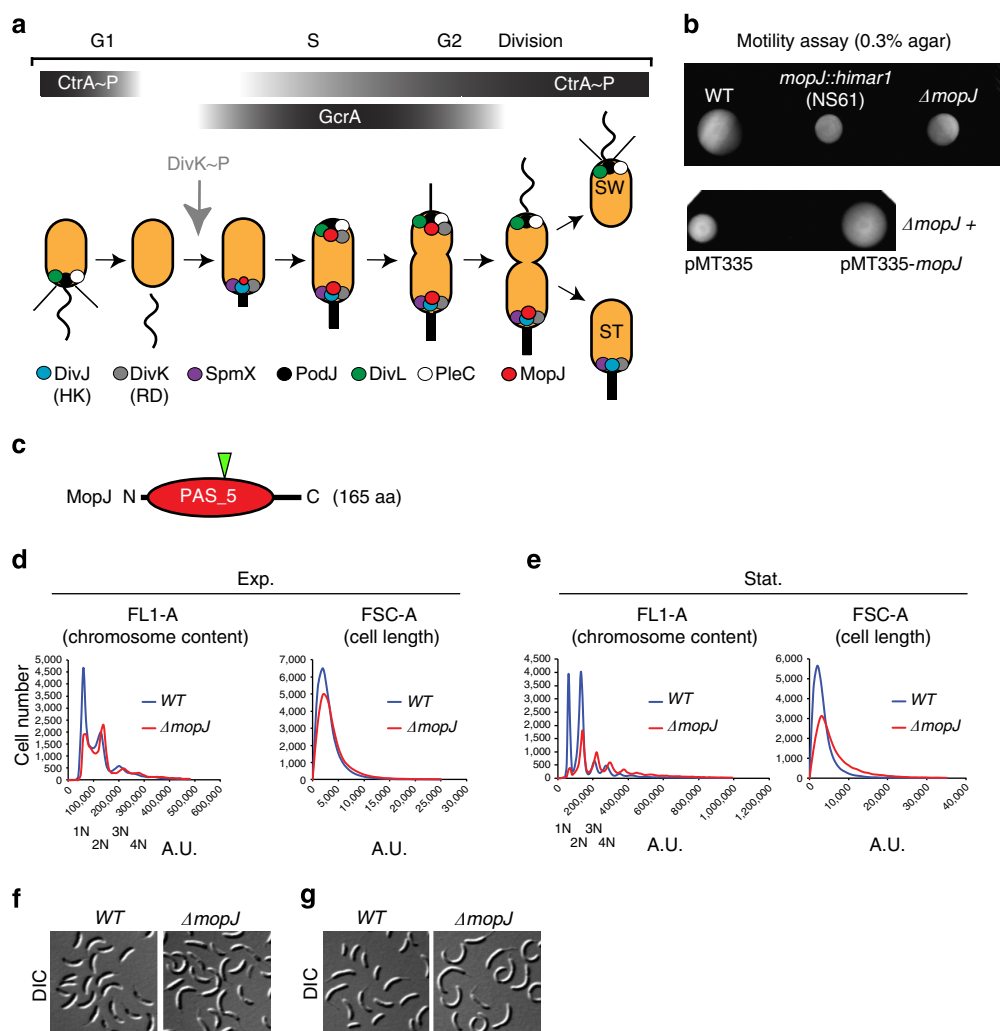 a
G1 S G2 Division
CtrA~P CtrA~P
GcrA
DivK~P
SW
ST
DivJ (HK)
DivK (RD)
SpmX
PodJ
DivL
PleC
MopJ
b
Motility assay (0.3% agar)
WT
mopJ::himar1 (NS61)
ΔmopJ
ΔmopJ +
pMT335
pMT335-mopJ
c
MopJ N PAS_5 C (165 aa)
d
Exp.
FL1-A
(chromosome content)
Cell number
5,000
4,500
4,000
3,500
3,000
2,500
2,000
1,500
1,000
500
0
0 100,000 200,000 300,000 400,000 500,000 600,000
WT
ΔmopJ
1N 2N 3N 4N
A.U.
FSC-A
(cell length)
7,000
6,000
5,000
4,000
3,000
2,000
1,000
0
0 5,000 10,000 15,000 20,000 25,000 30,000
WT
ΔmopJ
A.U.
e
Stat.
FL1-A
(chromosome content)
4,500
4,000
3,500
3,000
2,500
2,000
1,500
1,000
500
0
0 200,000 400,000 600,000 800,000 1,000,000 1,200,000
WT
ΔmopJ
1N 2N 3N 4N
A.U.
FSC-A
(cell length)
6,000
5,000
4,000
3,000
2,000
1,000
0
0 10,000 20,000 30,000 40,000
WT
ΔmopJ
A.U.
f
WT ΔmopJ
DIC
g
WT ΔmopJ
DIC